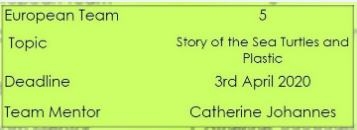 European Team 5
Topic Story of the Sea Turtles and
Plastic
Deadline 3rd April 2020
Team Mentor Catherine Johannes